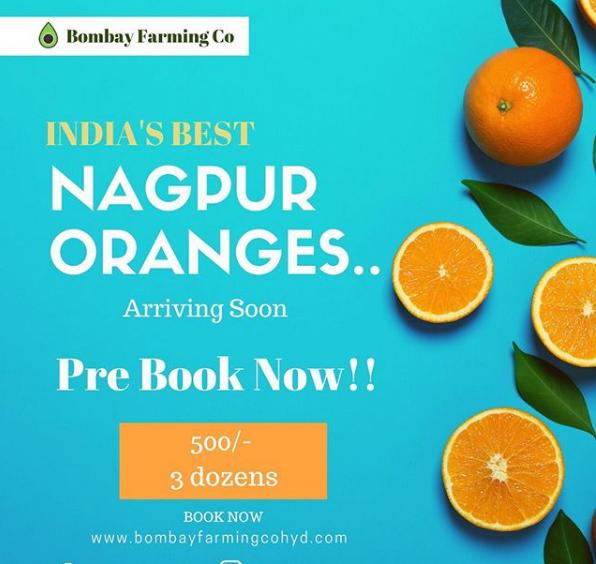 Bombay Farming Co
INDIA'S BEST
NAGPUR
ORANGES..
Arriving Soon
Pre Book Now!!
500/-
3 dozens
BOOK NOW
www.bombayfarmingcohyd.com